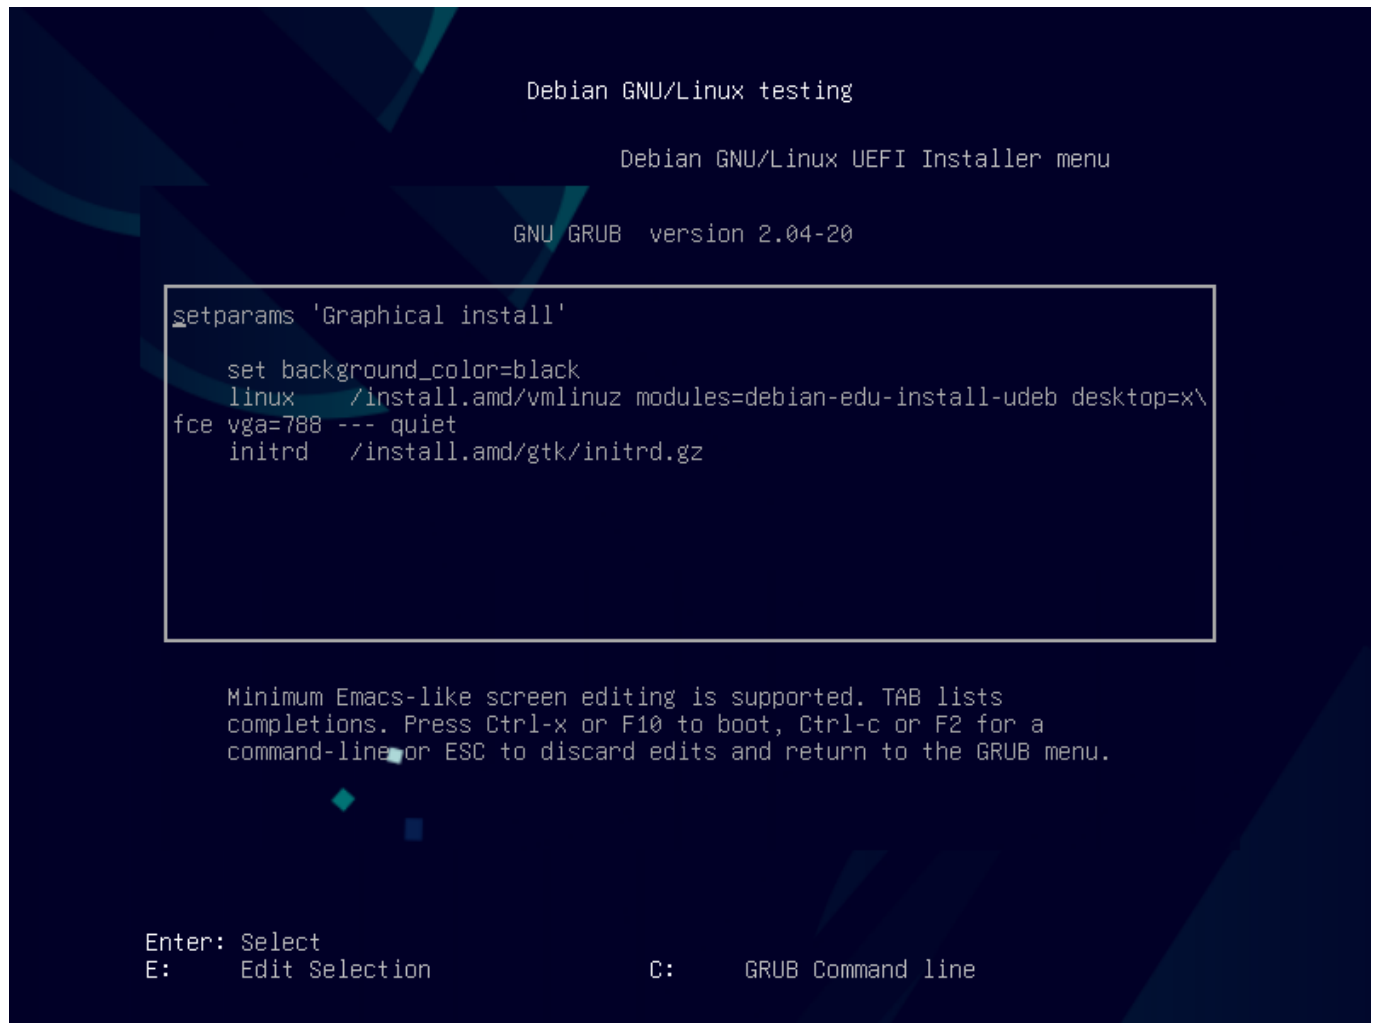 Debian GNU/Linux testing
Debian GNU/Linux UEFI Installer menu
GNU GRUB  version 2.04-20
setparams 'Graphical install'
    set background_color=black
    linux    /install.amd/vmlinuz modules=debian-edu-install-udeb desktop=x\
fce vga=788 --- quiet
    initrd   /install.amd/gtk/initrd.gz
Minimum Emacs-like screen editing is supported. TAB lists
completions. Press Ctrl-x or F10 to boot, Ctrl-c or F2 for a
command-line or ESC to discard edits and return to the GRUB menu.
Enter: Select
E:     Edit Selection                C:     GRUB Command line